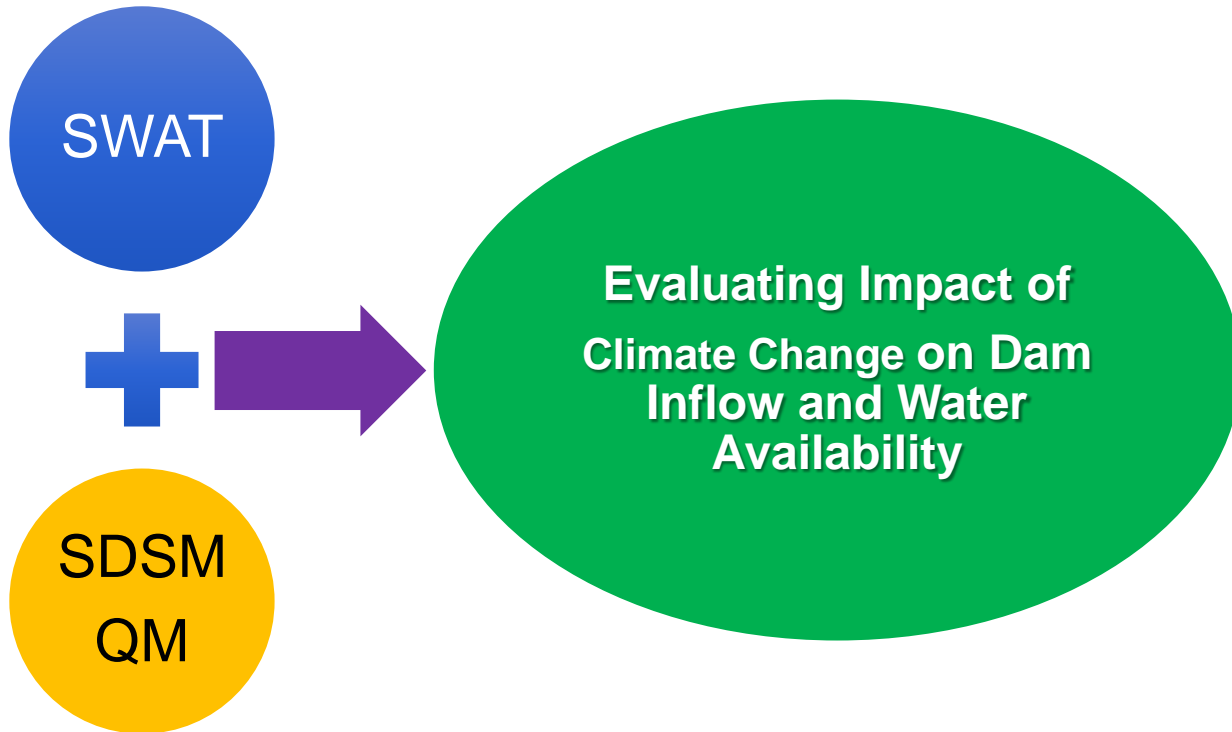 SWAT
SDSM
QM
Evaluating Impact of
Climate Change on Dam
Inflow and Water
Availability